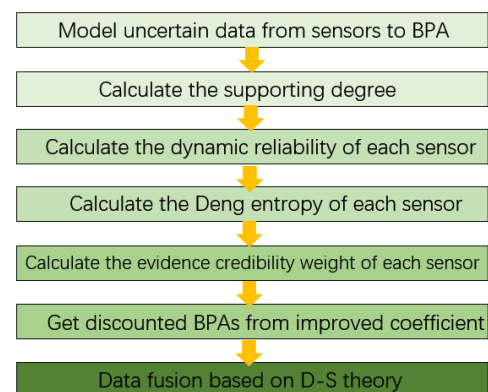 Model uncertain data from sensors to BPA
Calculate the supporting degree
Calculate the dynamic reliability of each sensor
Calculate the Deng entropy of each sensor
Calculate the evidence credibility weight of each sensor
Get discounted BPAs from improved coefficient
Data fusion based on D-S theory